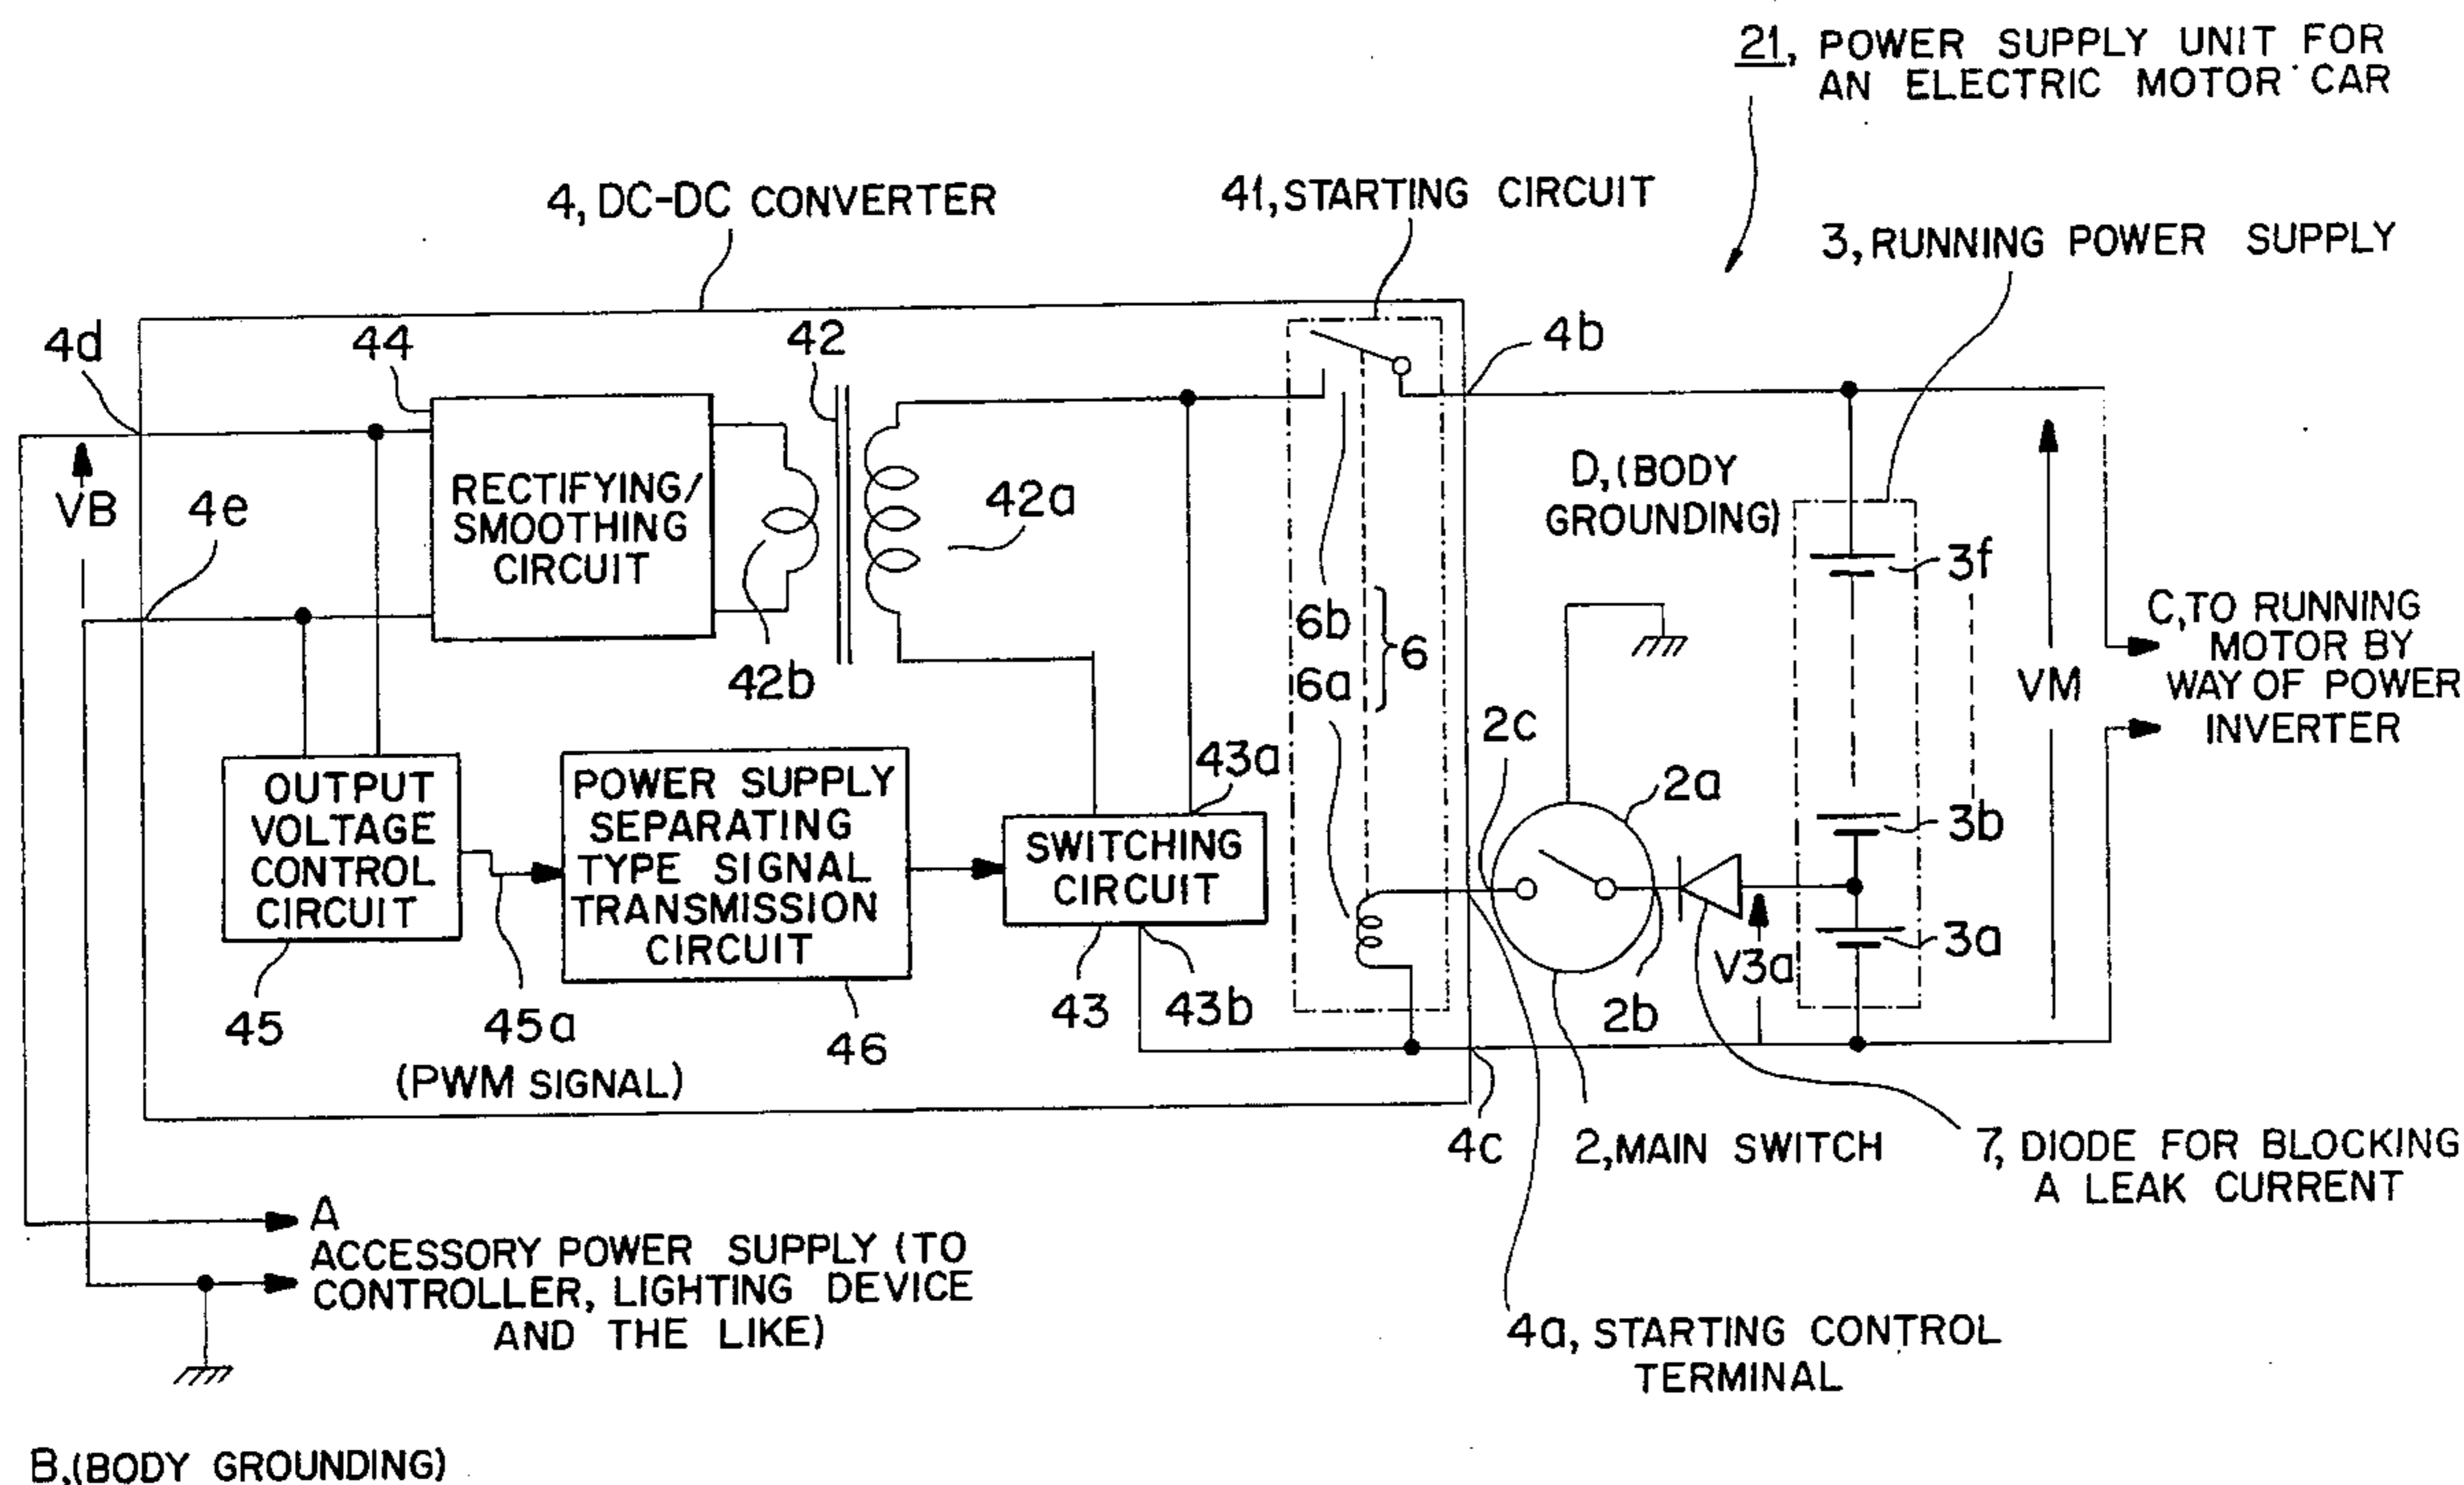 21, POWER SUPPLY UNIT FOR
AN ELECTRIC MOTOR CAR
4, DC-DC CONVERTER
41, STARTING CIRCUIT
3, RUNNING POWER SUPPLY
4d
44
42
4b
VB
4e
RECTIFYING/
SMOOTHING
CIRCUIT
42a
42b
D, (BODY
GROUNDING)
3f
6b
6a
6
C, TO RUNNING
MOTOR BY
WAY OF POWER
INVERTER
VM
2c
2a
3b
43a
OUTPUT
VOLTAGE
CONTROL
CIRCUIT
POWER SUPPLY
SEPARATING
TYPE SIGNAL
TRANSMISSION
CIRCUIT
SWITCHING
CIRCUIT
3a
V3a
45
45a
(PWM SIGNAL)
46
43
43b
2b
4c
2, MAIN SWITCH
7, DIODE FOR BLOCKING
A LEAK CURRENT
A
ACCESSORY POWER SUPPLY (TO
CONTROLLER, LIGHTING DEVICE
AND THE LIKE)
4a, STARTING CONTROL
TERMINAL
B, (BODY GROUNDING)